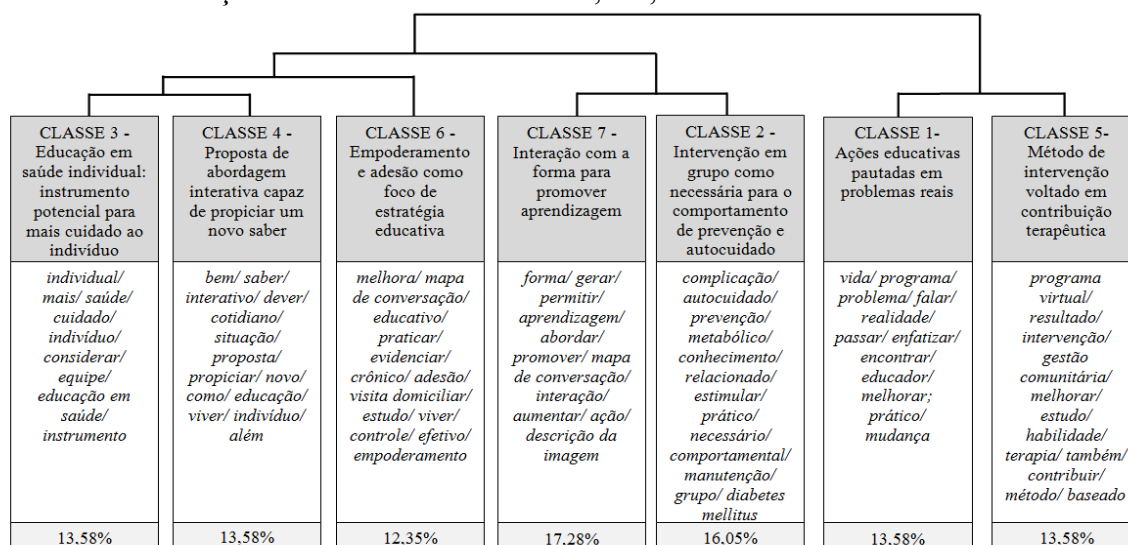 CLASSE 3 -
Educação em
saúde individual:
instrumento
potencial para
mais cuidado ao
indivíduo
individual/
mais/ saúde/
cuidado/
indivíduo/
considerar/
equipe/
educação em
saúde/
instrumento
13,58%
CLASSE 4 -
Proposta de
abordagem
interativa capaz
de propiciar um
novo saber
bem/ saber/
interativo/ dever/
cotidiano/
situação/
proposta/
propiciar/ novo/
como/ educação/
viver/ indivíduo/
além
13,58%
CLASSE 6 -
Empoderamento
e adesão como
foco de
estratégia
educativa
melhora/ mapa
de conversação/
educativo/
praticar/
evidenciar/
crônico/ adesão/
visita domiciliar/
estudo/ viver/
controle/ efetivo/
empoderamento
12,35%
CLASSE 7 -
Interação com a
forma para
promover
aprendizagem
forma/ gerar/
permitir/
aprendizagem/
abordar/
promover/ mapa
de conversação/
interação/
aumentar/ ação/
descrição da
imagem
17,28%
CLASSE 2 -
Intervenção em
grupo como
necessária para o
comportamento
de prevenção e
autocuidado
complicação/
autocuidado/
prevenção/
metabólico/
conhecimento/
relacionado/
estimular/
prático/
necessário/
comportamental/
manutenção/
grupo/ diabetes
mellitus
16,05%
CLASSE 1-
Ações educativas
pautadas em
problemas reais
vida/ programa/
problema/ falar/
realidade/
passar/ enfatizar/
encontrar/
educador/
melhorar;
prático/
mudança
13,58%
CLASSE 5-
Método de
intervenção
voltado em
contribuição
terapêutica
programa
virtual/
resultado/
intervenção/
gestão
comunitária/
melhorar/
estudo/
habilidade/
terapia/ também/
contribuir/
método/ baseado
13,58%